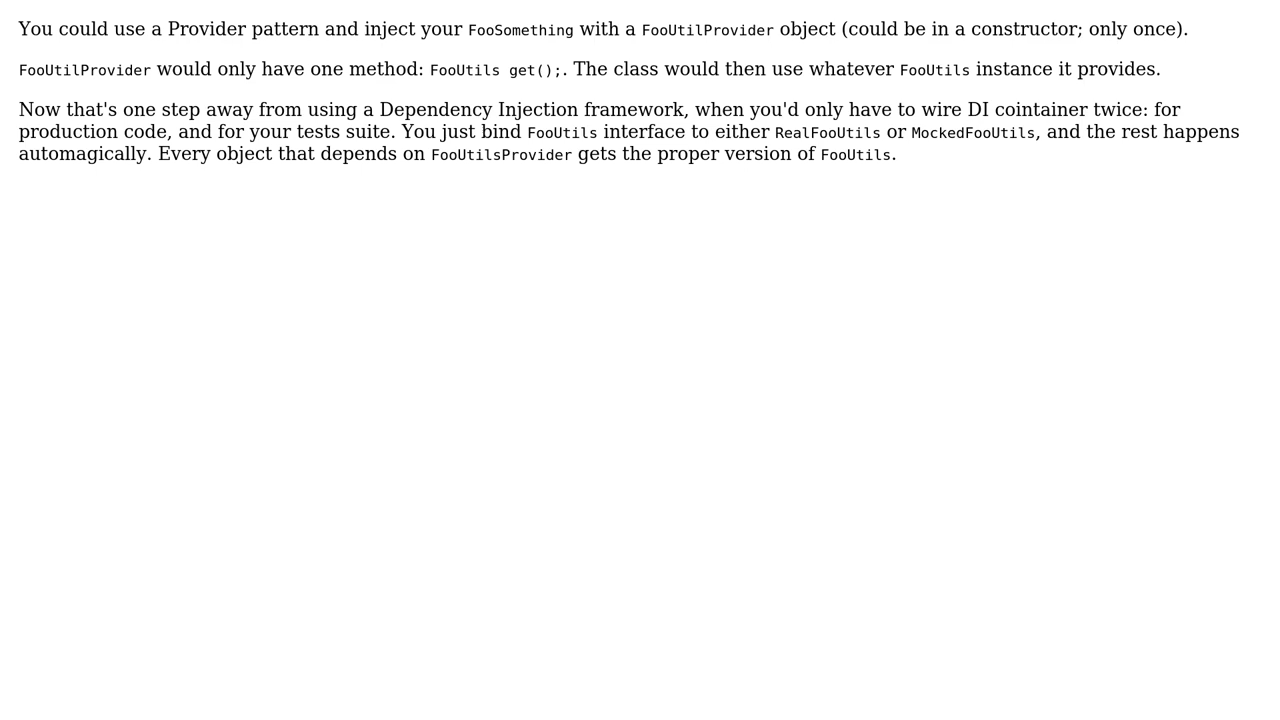 You could use a Provider pattern and inject your FooSomething with a FooUtilProvider object (could be in a constructor; only once).
FooUtilProvider would only have one method: FooUtils get();. The class would then use whatever FooUtils instance it provides.
Now that's one step away from using a Dependency Injection framework, when you'd only have to wire DI cointainer twice: for
production code, and for your tests suite. You just bind FooUtils interface to either RealFooUtils or MockedFooUtils, and the rest happens
automagically. Every object that depends on FooUtilsProvider gets the proper version of FooUtils.